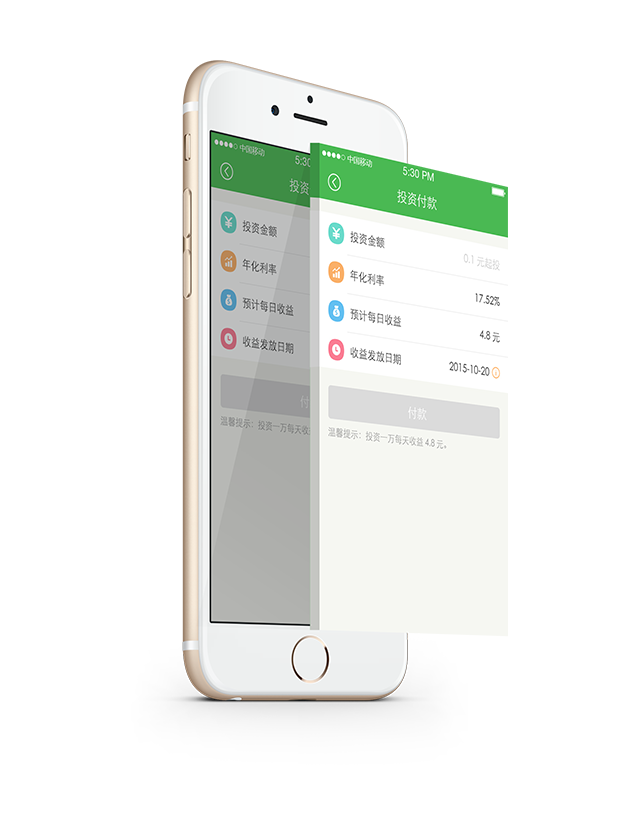 中国移动
5:30
投资
投资金额
年化利率
预计每日收益
收益发放日期
付
温馨提示：投资一万每天收
中国移动
5:30 PM
投资付款
投资金额
0.1 元起投
年化利率
17.52%
预计每日收益
4.8 元
收益发放日期
2015-10-20
付款
温馨提示：投资一万每天收益 4.8 元。